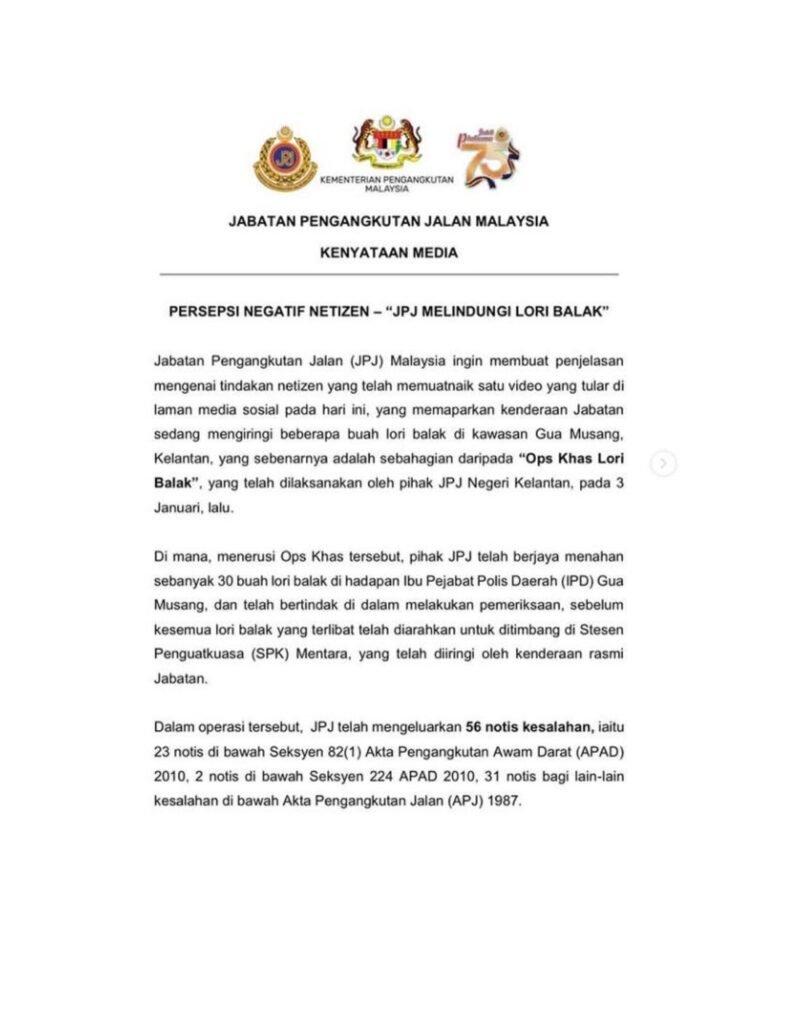 JPJ
KEMENTERIAN PENGANGKUTAN
MALAYSIA
75
JABATAN PENGANGKUTAN JALAN MALAYSIA
KENYATAAN MEDIA
PERSEPSI NEGATIF NETIZEN – “JPJ MELINDUNGI LORI BALAK”
Jabatan Pengangkutan Jalan (JPJ) Malaysia ingin membuat penjelasan
mengenai tindakan netizen yang telah memuatnaik satu video yang tular di
laman media sosial pada hari ini, yang memaparkan kenderaan Jabatan
sedang mengiringi beberapa buah lori balak di kawasan Gua Musang,
Kelantan, yang sebenarnya adalah sebahagian daripada “Ops Khas Lori
Balak”, yang telah dilaksanakan oleh pihak JPJ Negeri Kelantan, pada 3
Januari, lalu.
Di mana, menerusi Ops Khas tersebut, pihak JPJ telah berjaya menahan
sebanyak 30 buah lori balak di hadapan Ibu Pejabat Polis Daerah (IPD) Gua
Musang, dan telah bertindak di dalam melakukan pemeriksaan, sebelum
kesemua lori balak yang terlibat telah diarahkan untuk ditimbang di Stesen
Penguatkuasa (SPK) Mentara, yang telah diiringi oleh kenderaan rasmi
Jabatan.
Dalam operasi tersebut, JPJ telah mengeluarkan 56 notis kesalahan, iaitu
23 notis di bawah Seksyen 82(1) Akta Pengangkutan Awam Darat (APAD)
2010, 2 notis di bawah Seksyen 224 APAD 2010, 31 notis bagi lain-lain
kesalahan di bawah Akta Pengangkutan Jalan (APJ) 1987.